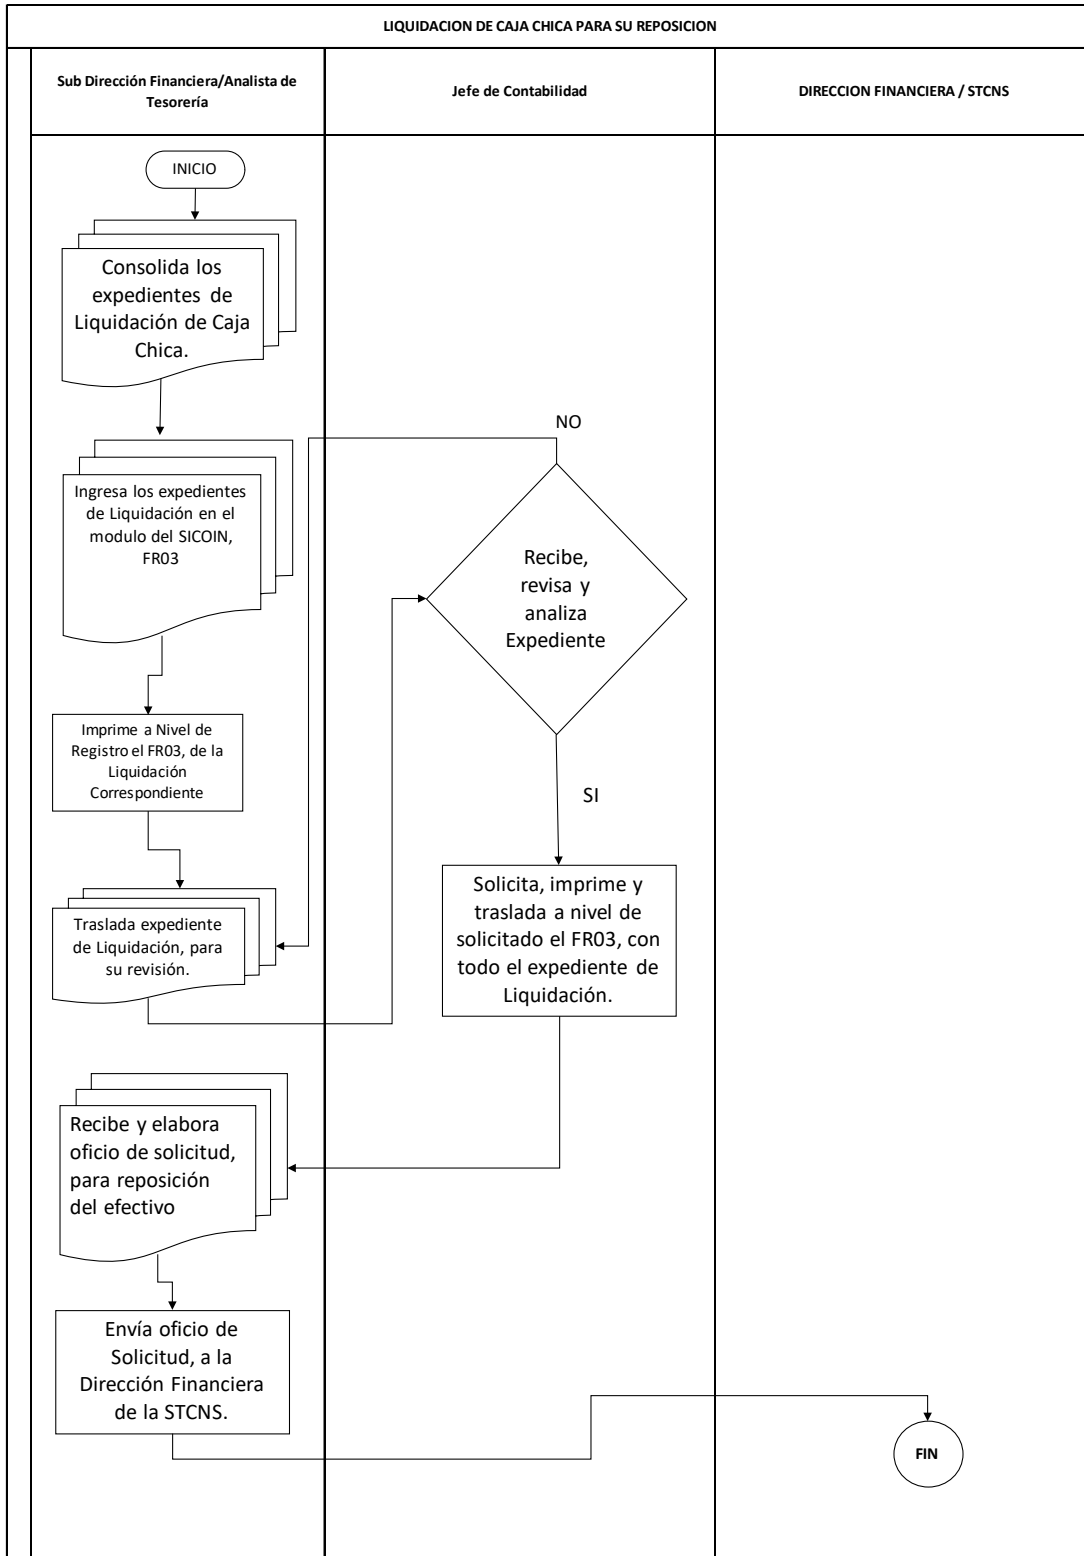 LIQUIDACION DE CAJA CHICA PARA SU REPOSICION
Sub Dirección Financiera/Analista de
Tesorería
Jefe de Contabilidad
DIRECCION FINANCIERA / STCNS
INICIO
Consolida los
expedientes de
Liquidación de Caja
Chica.
Ingresa los expedientes
de Liquidación en el
modulo del SICOIN,
FR03
Imprime a Nivel de
Registro el FR03, de la
Liquidación
Correspondiente
Traslada expediente
de Liquidación, para
su revisión.
NO
Recibe,
revisa y
analiza
Expediente
SI
Solicita, imprime y
traslada a nivel de
solicitado el FR03, con
todo el expediente de
Liquidación.
Recibe y elabora
oficio de solicitud,
para reposición
del efectivo
Envía oficio de
Solicitud, a la
Dirección Financiera
de la STCNS.
FIN